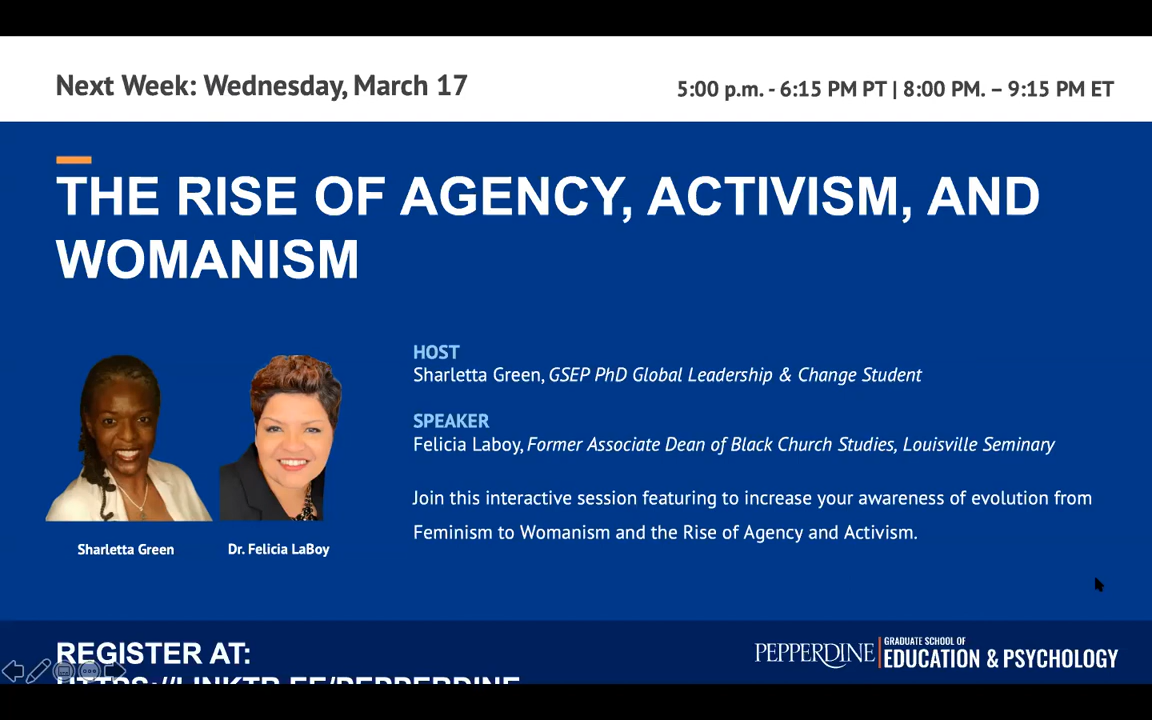 Next Week: Wednesday, March 17
5:00 p.m. - 6:15 PM PT | 8:00 PM. – 9:15 PM ET
THE RISE OF AGENCY, ACTIVISM, AND
WOMANISM
HOST
Sharletta Green, GSEP PhD Global Leadership & Change Student
SPEAKER
Felicia Laboy, Former Associate Dean of Black Church Studies, Louisville Seminary
Join this interactive session featuring to increase your awareness of evolution from
Feminism to Womanism and the Rise of Agency and Activism.
Sharletta Green
Dr. Felicia LaBoy
REGISTER AT:
HTTPS://LINKTR.EE/PEPPERDINE
PEPPERDINE
GRADUATE SCHOOL OF
EDUCATION & PSYCHOLOGY